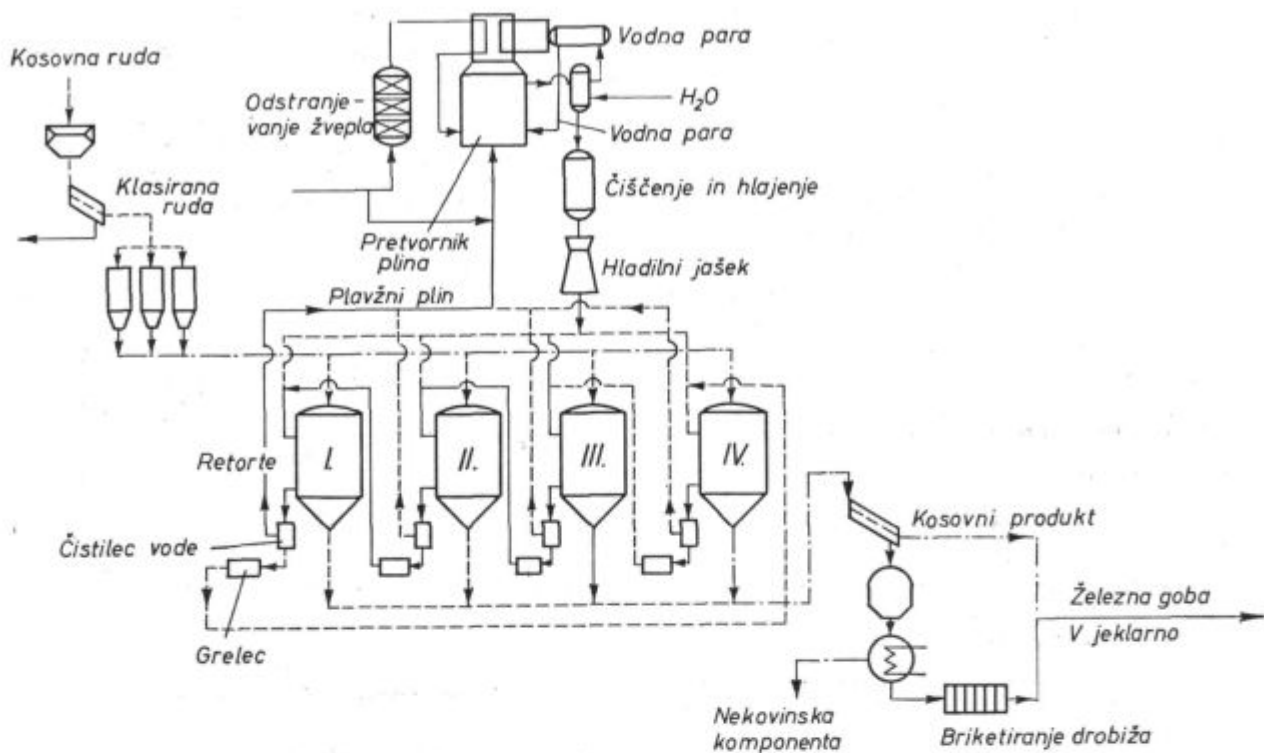 Kosovna ruda
Klasirana
ruda
Odstranje-
vanje žvepla
Vodna para
H₂O
Vodna para
Čiščenje in hlajenje
Pretvornik
plina
Hladilni jašek
Plavžni plin
Retorte
I.
II.
III.
IV.
Čistilec vode
Grelec
Kosovni produkt
Železna goba
V jeklarno
Nekovinska
komponenta
Briketiranje drobiža